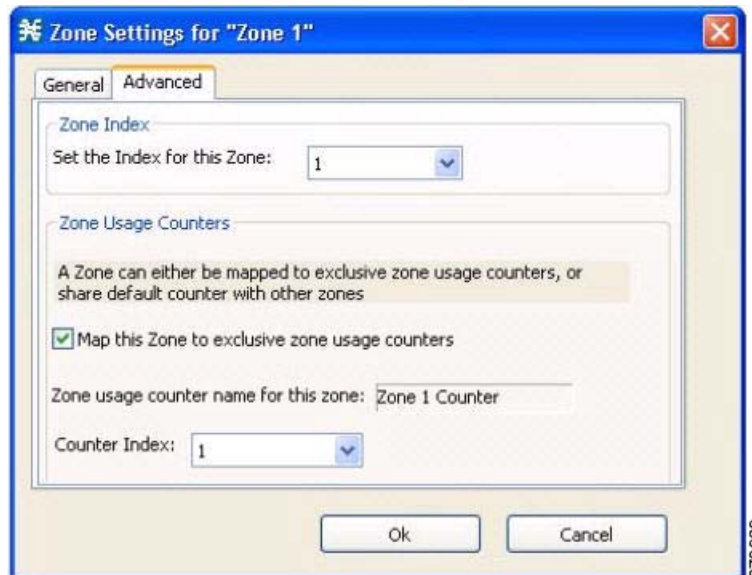 Zone Settings for "Zone 1"
General
Advanced
Zone Index
Set the Index for this Zone:
1
Zone Usage Counters
A Zone can either be mapped to exclusive zone usage counters, or
share default counter with other zones
Map this Zone to exclusive zone usage counters
Zone usage counter name for this zone: Zone 1 Counter
Counter Index:
1
Ok
Cancel